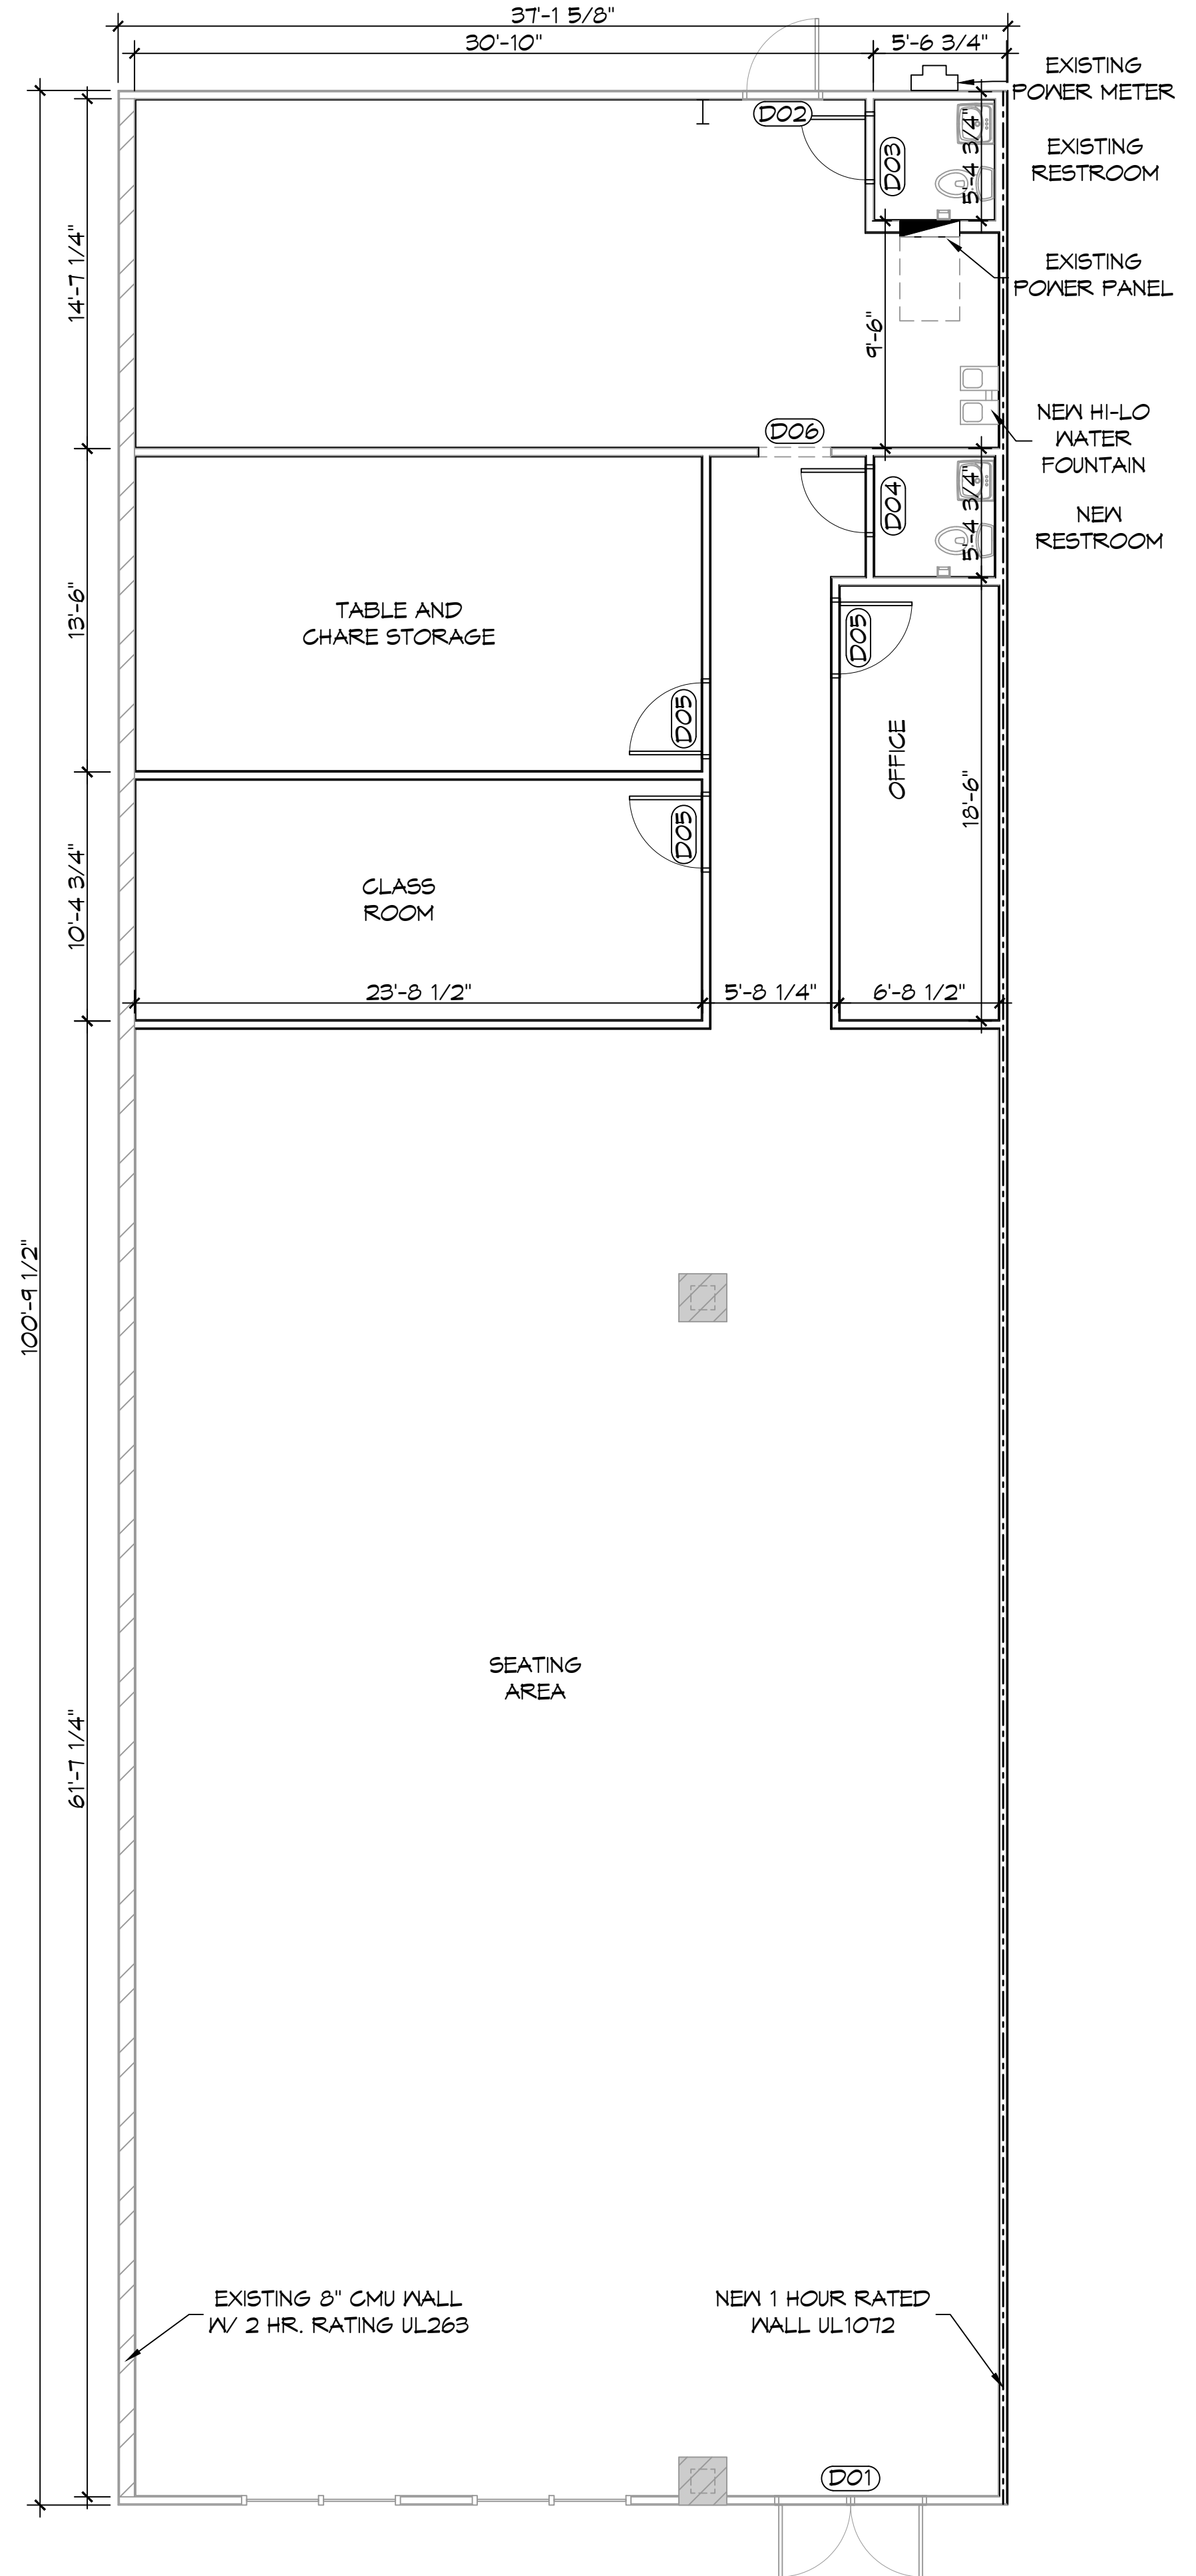 37'-1 5/8"
30'-10"
5'-6 3/4"
EXISTING
POWER METER
D02
D03
5'-4 3/4"
EXISTING
RESTROOM
14'-7 1/4"
EXISTING
POWER PANEL
9'-6"
D06
NEW HI-LO
WATER
FOUNTAIN
D04
5'-4 3/4"
NEW
RESTROOM
13'-6"
TABLE AND
CHARE STORAGE
D05
D05
OFFICE
18'-6"
D05
10'-4 3/4"
CLASS
ROOM
23'-8 1/2"
5'-8 1/4"
6'-8 1/2"
100'-9 1/2"
SEATING
AREA
61'-7 1/4"
EXISTING 8" CMU WALL
W/ 2 HR. RATING UL263
NEW 1 HOUR RATED
WALL UL1072
D01